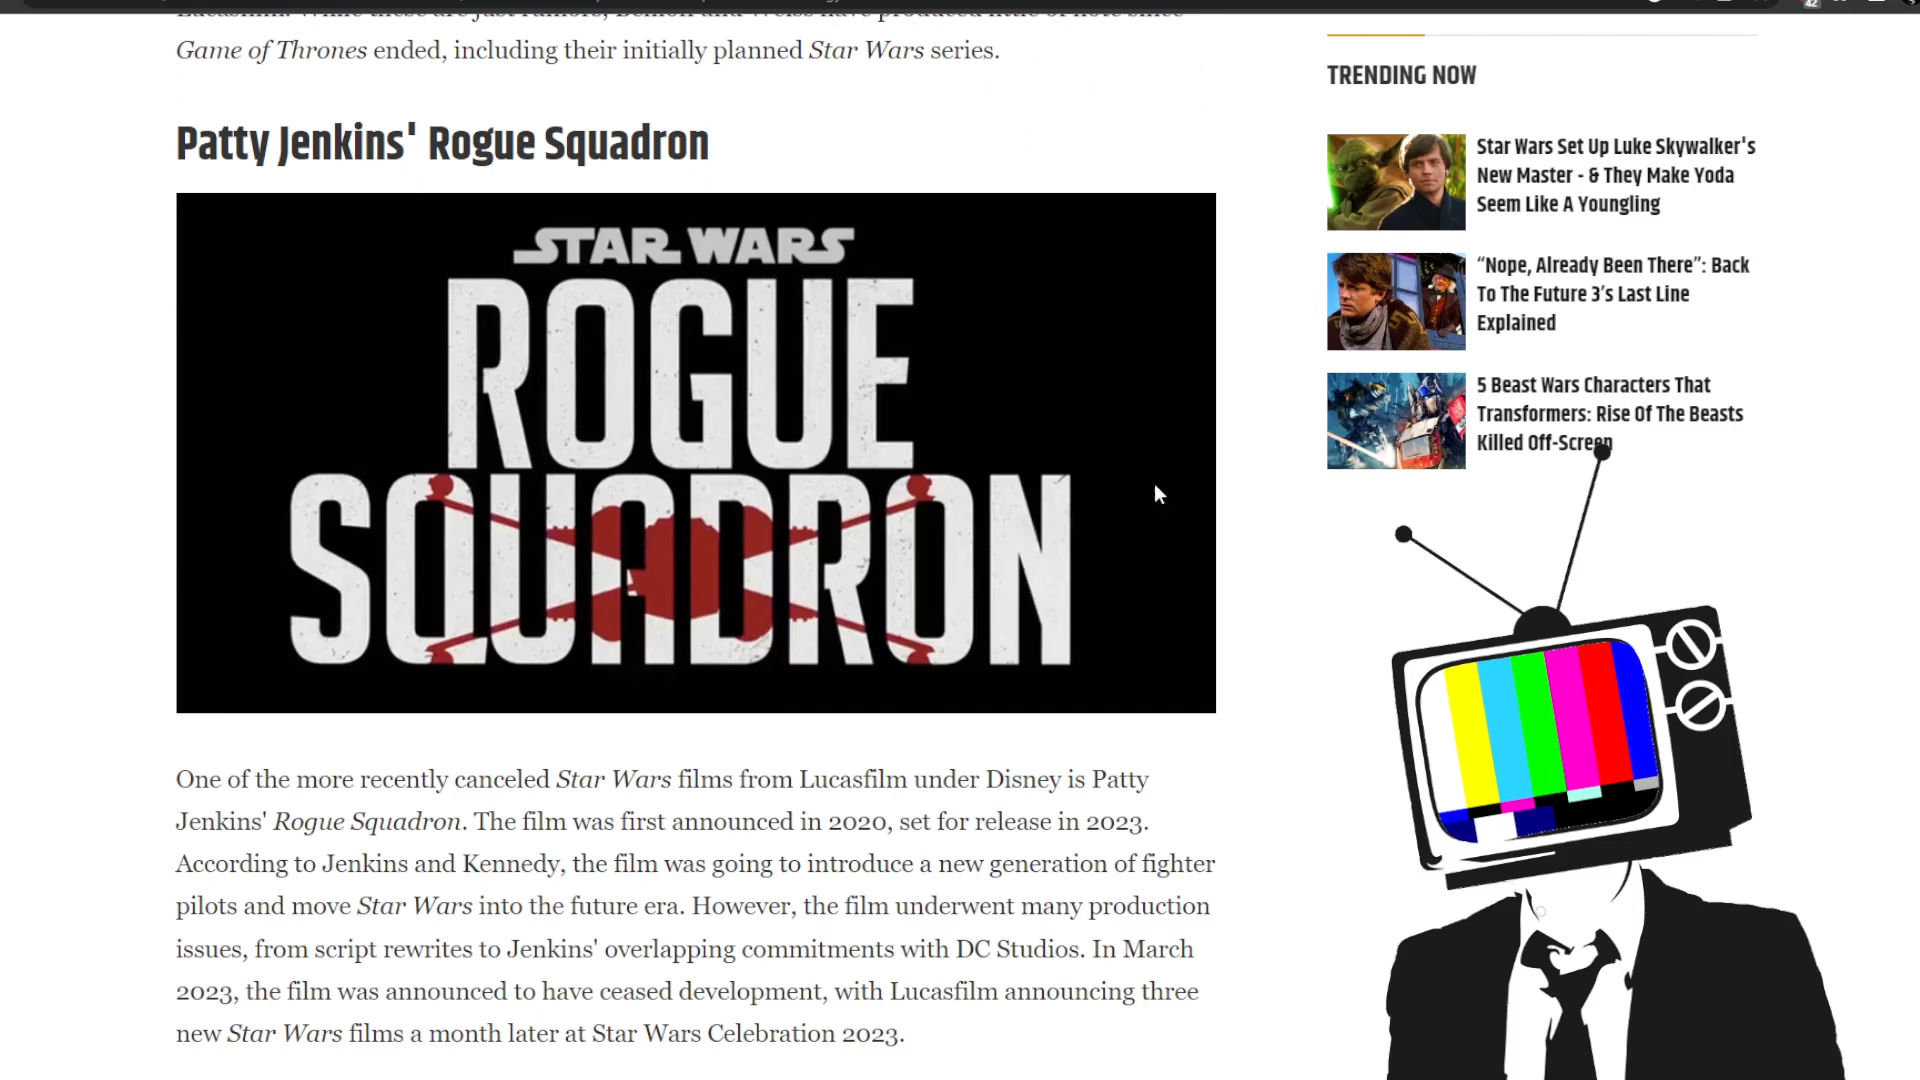 Game of Thrones ended, including their initially planned Star Wars series.
Patty Jenkins' Rogue Squadron
STAR WARS
ROGUE
SQUADRON
One of the more recently canceled Star Wars films from Lucasfilm under Disney is Patty
Jenkins' Rogue Squadron. The film was first announced in 2020, set for release in 2023.
According to Jenkins and Kennedy, the film was going to introduce a new generation of fighter
pilots and move Star Wars into the future era. However, the film underwent many production
issues, from script rewrites to Jenkins' overlapping commitments with DC Studios. In March
2023, the film was announced to have ceased development, with Lucasfilm announcing three
new Star Wars films a month later at Star Wars Celebration 2023.
TRENDING NOW
Star Wars Set Up Luke Skywalker's
New Master - & They Make Yoda
Seem Like A Youngling
“Nope, Already Been There”: Back
To The Future 3’s Last Line
Explained
5 Beast Wars Characters That
Transformers: Rise Of The Beasts
Killed Off-Screen
42